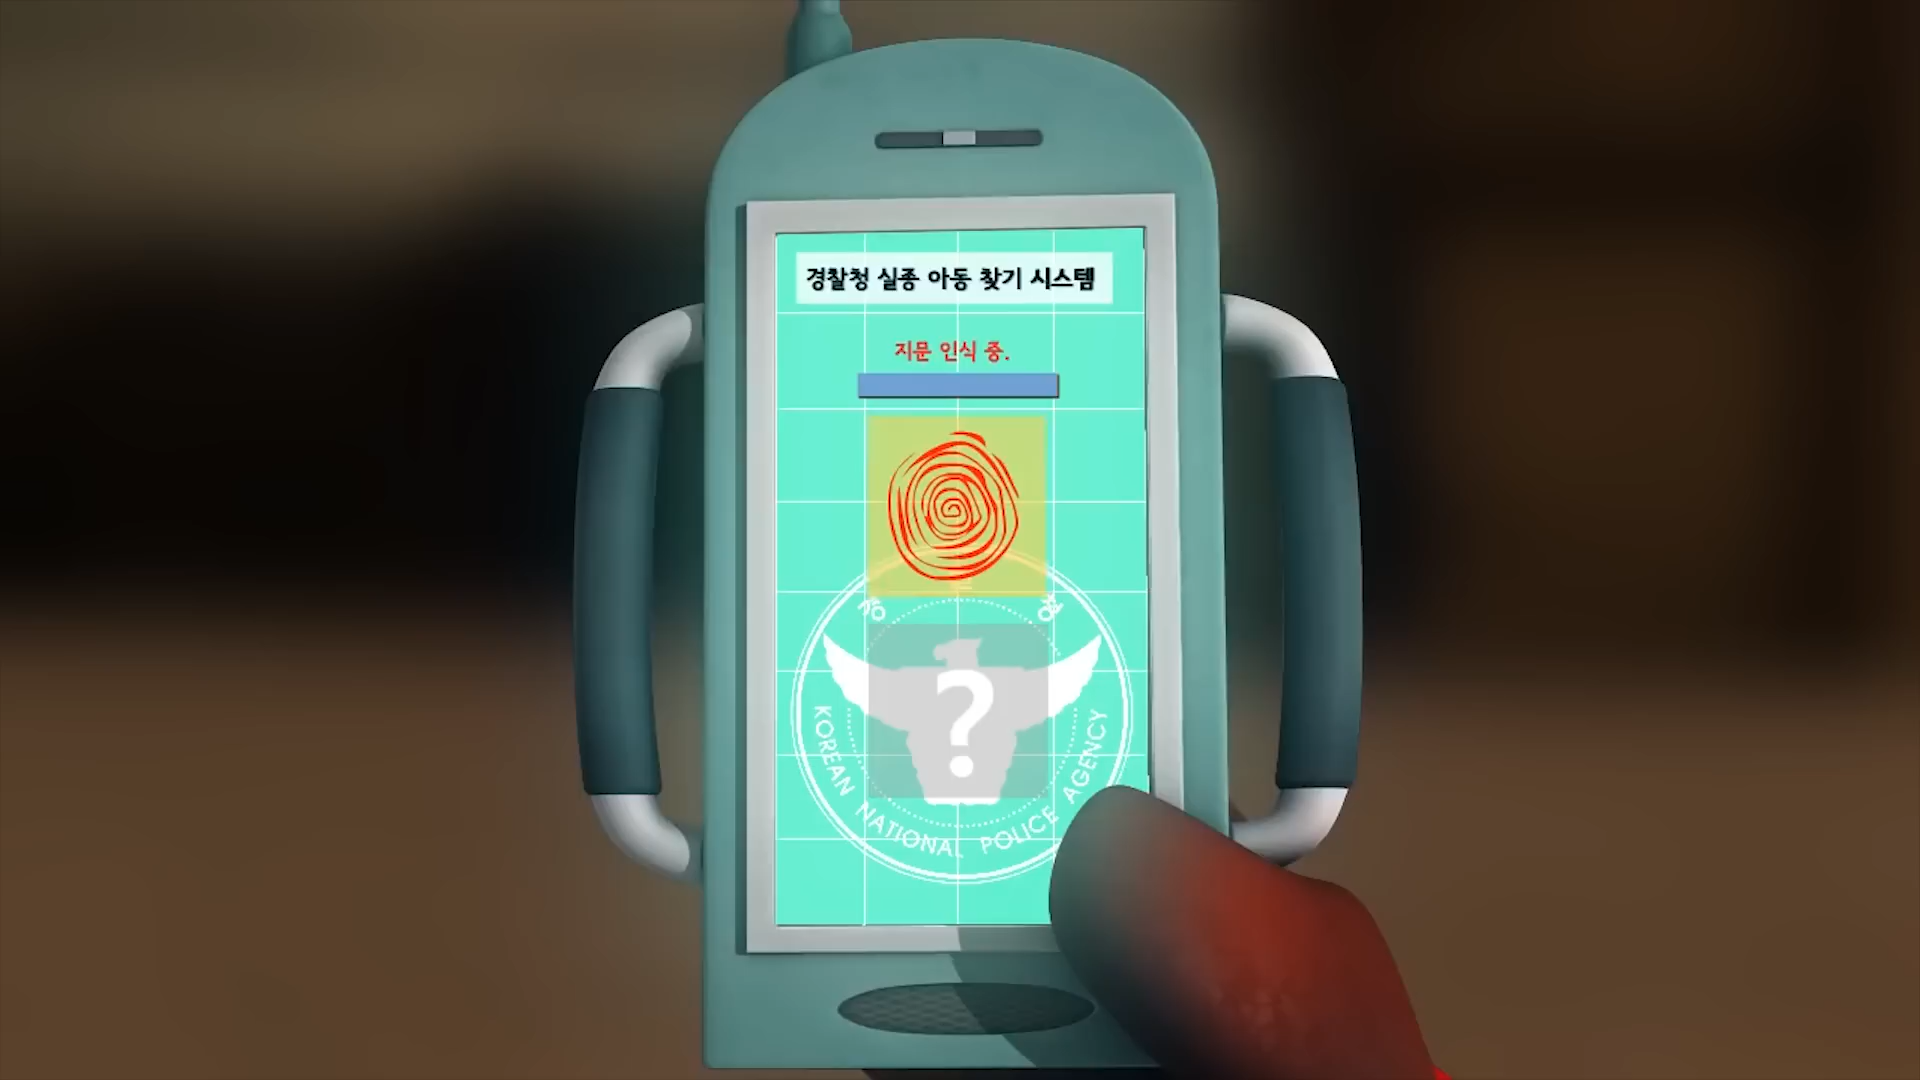 경찰청 실종 아동 찾기 시스템
지문 인식 중.
?
KOREAN NATIONAL POLICE AGENCY